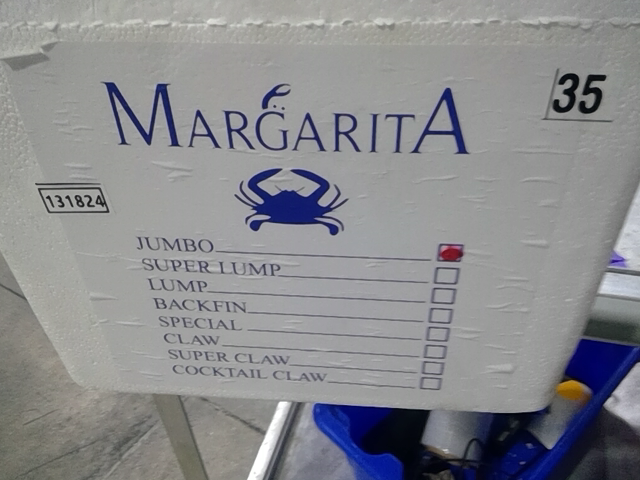 MARGARITA
35
131824
JUMBO
SUPER LUMP
LUMP
BACKFIN
SPECIAL
CLAW
SUPER CLAW
COCKTAIL CLAW